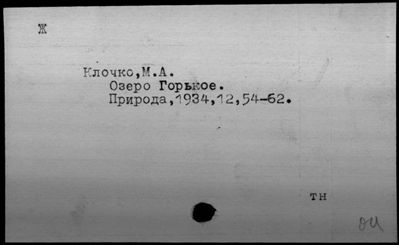 Ж
Клочко,М.А.
Озеро Горькое.
Природа,1934,12,54-62.
тн